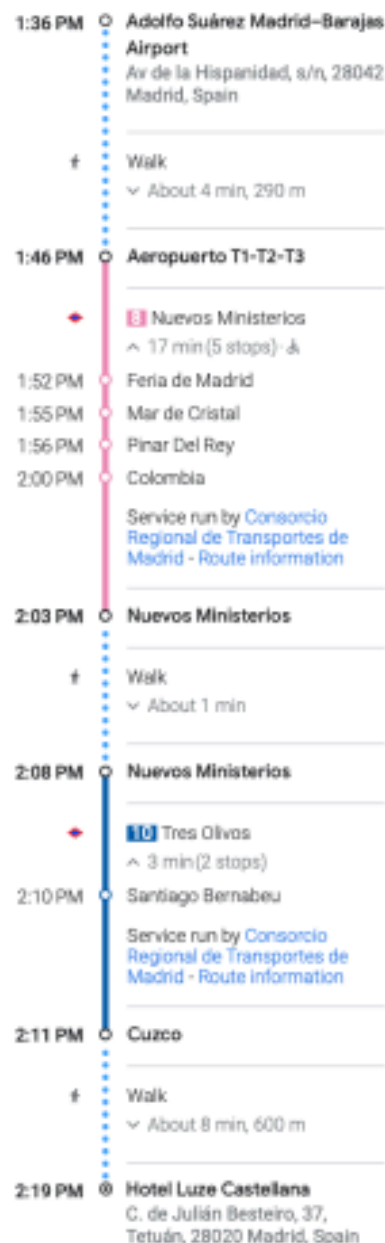 1:36 PM Adolfo Suárez Madrid–Barajas
Airport
Av de la Hispanidad, s/n, 28042
Madrid, Spain
Walk
About 4 min, 290 m
1:46 PM Aeropuerto T1-T2-T3
8 Nuevos Ministerios
17 min (5 stops) ·
1:52 PM Feria de Madrid
1:55 PM Mar de Cristal
1:56 PM Pinar Del Rey
2:00 PM Colombia
Service run by Consorcio
Regional de Transportes de
Madrid - Route information
2:03 PM Nuevos Ministerios
Walk
About 1 min
2:08 PM Nuevos Ministerios
10 Tres Olivos
3 min (2 stops)
2:10 PM Santiago Bernabeu
Service run by Consorcio
Regional de Transportes de
Madrid - Route information
2:11 PM Cuzco
Walk
About 8 min, 600 m
2:19 PM Hotel Luze Castellana
C. de Julián Besteiro, 37,
Tetuán, 28020 Madrid, Spain